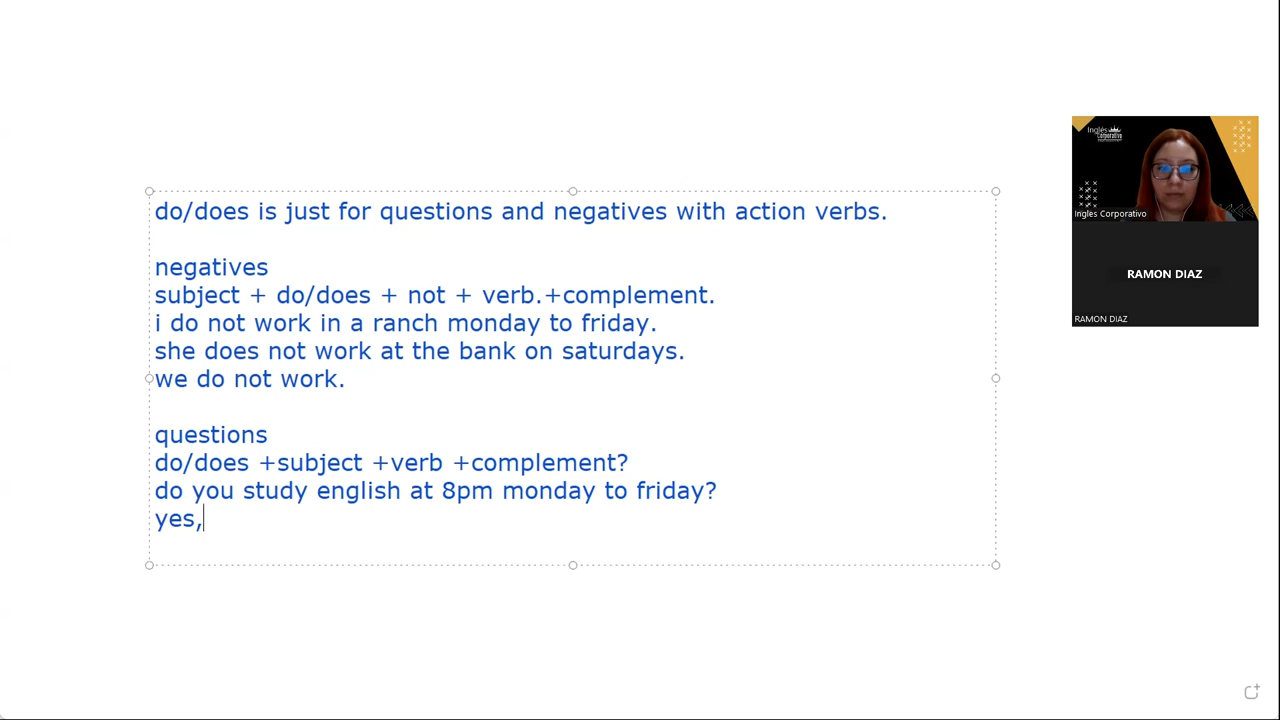 do/does is just for questions and negatives with action verbs.
negatives
subject + do/does + not + verb.+complement.
i do not work in a ranch monday to friday.
she does not work at the bank on saturdays.
we do not work.
questions
do/does +subject +verb +complement?
do you study english at 8pm monday to friday?
yes,
Inglés
Corporativo
Ingles Corporativo
RAMON DIAZ
RAMON DIAZ